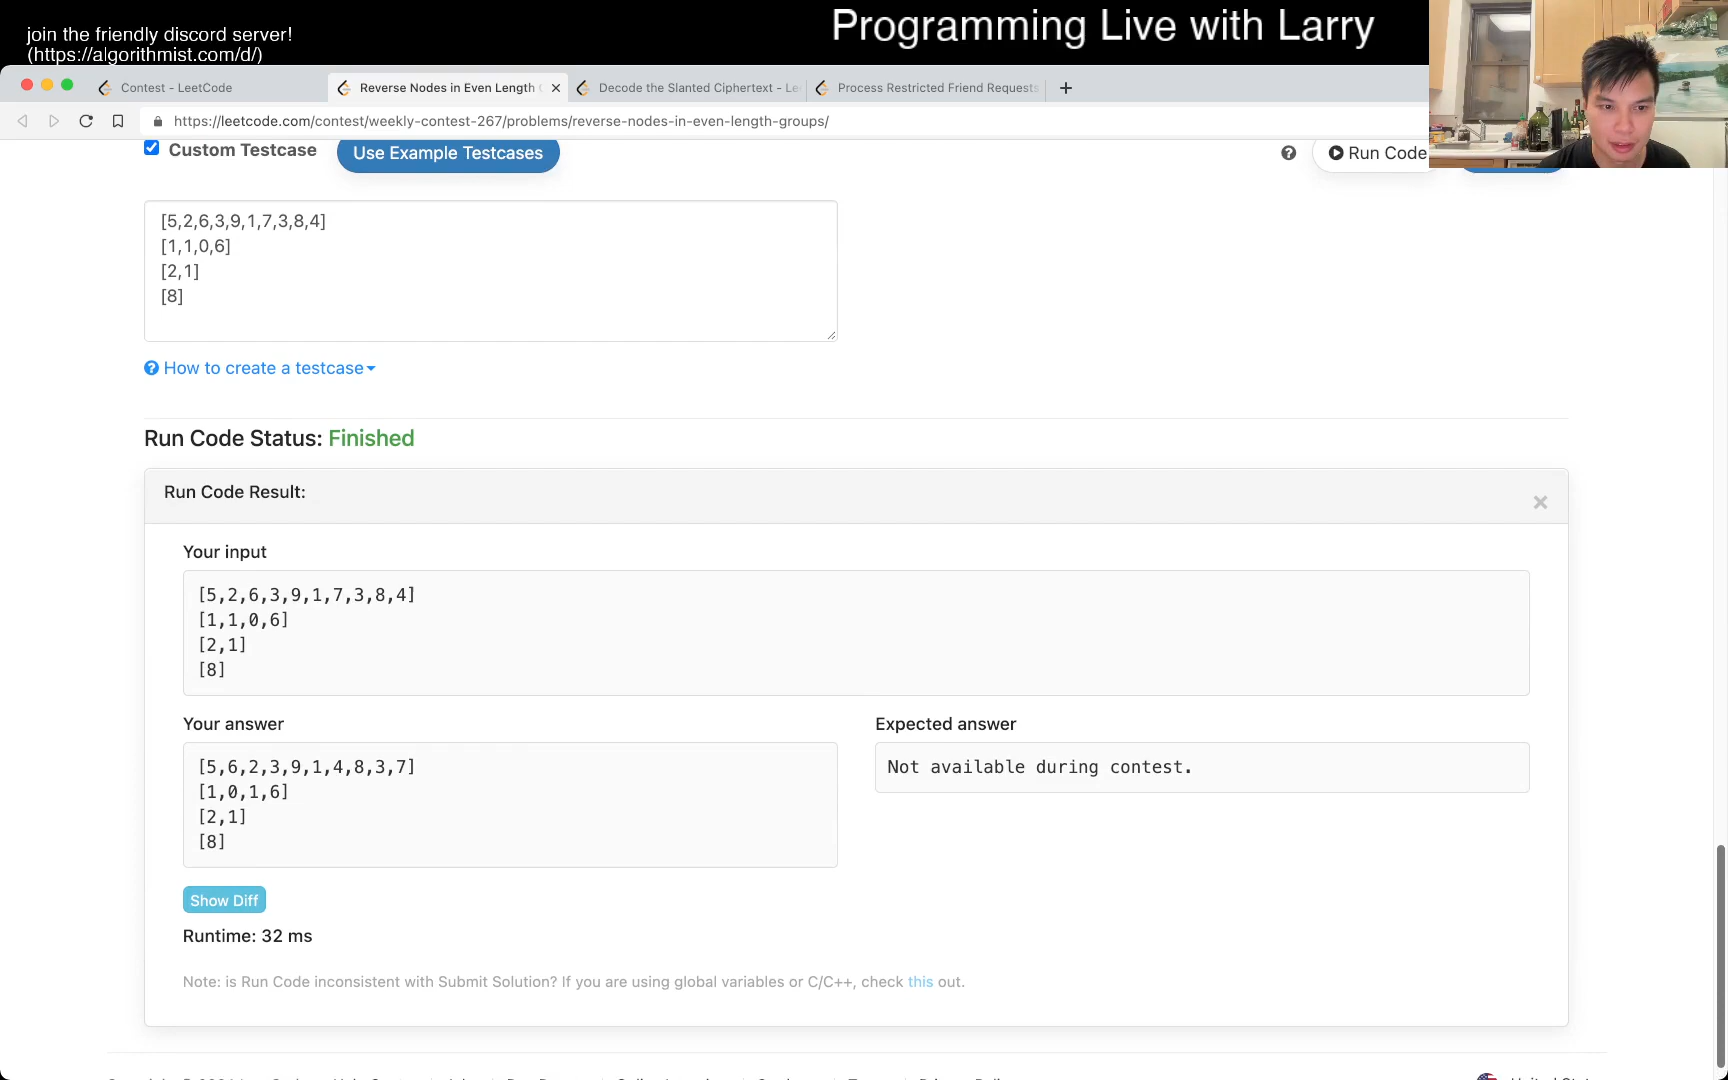 join the friendly discord server!
(https://algorithmist.com/d/)
Programming Live with Larry
Contest - LeetCode
Reverse Nodes in Even Length
Decode the Slanted Ciphertext - Le
Process Restricted Friend Requests
https://leetcode.com/contest/weekly-contest-267/problems/reverse-nodes-in-even-length-groups/
Custom Testcase
Use Example Testcases
Run Code
[5,2,6,3,9,1,7,3,8,4]
[1,1,0,6]
[2,1]
[8]
How to create a testcase
Run Code Status: Finished
Run Code Result:
Your input
[5,2,6,3,9,1,7,3,8,4]
[1,1,0,6]
[2,1]
[8]
Your answer
Expected answer
[5,6,2,3,9,1,4,8,3,7]
[1,0,1,6]
[2,1]
[8]
Not available during contest.
Show Diff
Runtime: 32 ms
Note: is Run Code inconsistent with Submit Solution? If you are using global variables or C/C++, check this out.